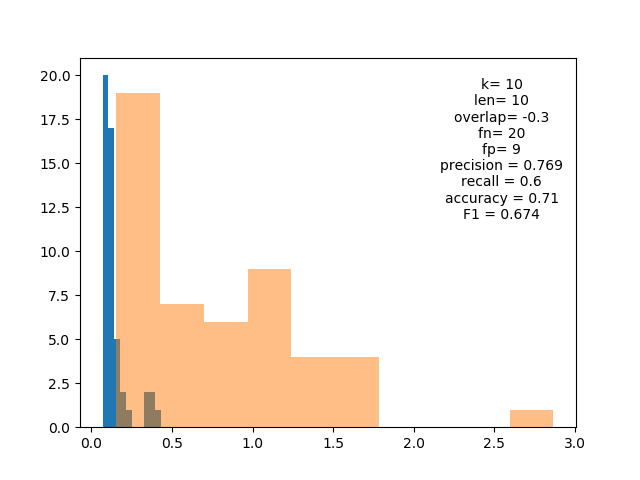 20.0
17.5
15.0
12.5
10.0
7.5
5.0
2.5
0.0
k= 10
len= 10
overlap= -0.3
fn= 20
fp= 9
precision = 0.769
recall = 0.6
accuracy = 0.71
F1 = 0.674
0.0 0.5 1.0 1.5 2.0 2.5 3.0